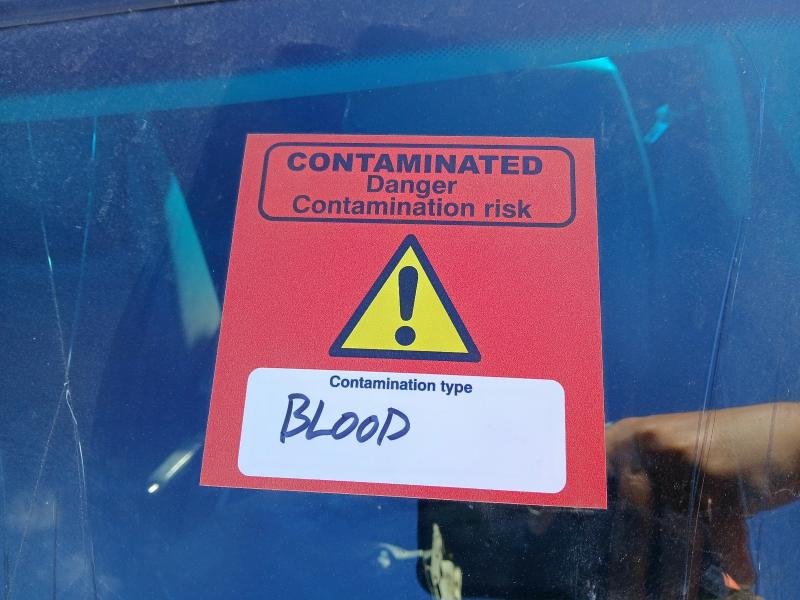 CONTAMINATED
Danger
Contamination risk
Contamination type
BLOOD